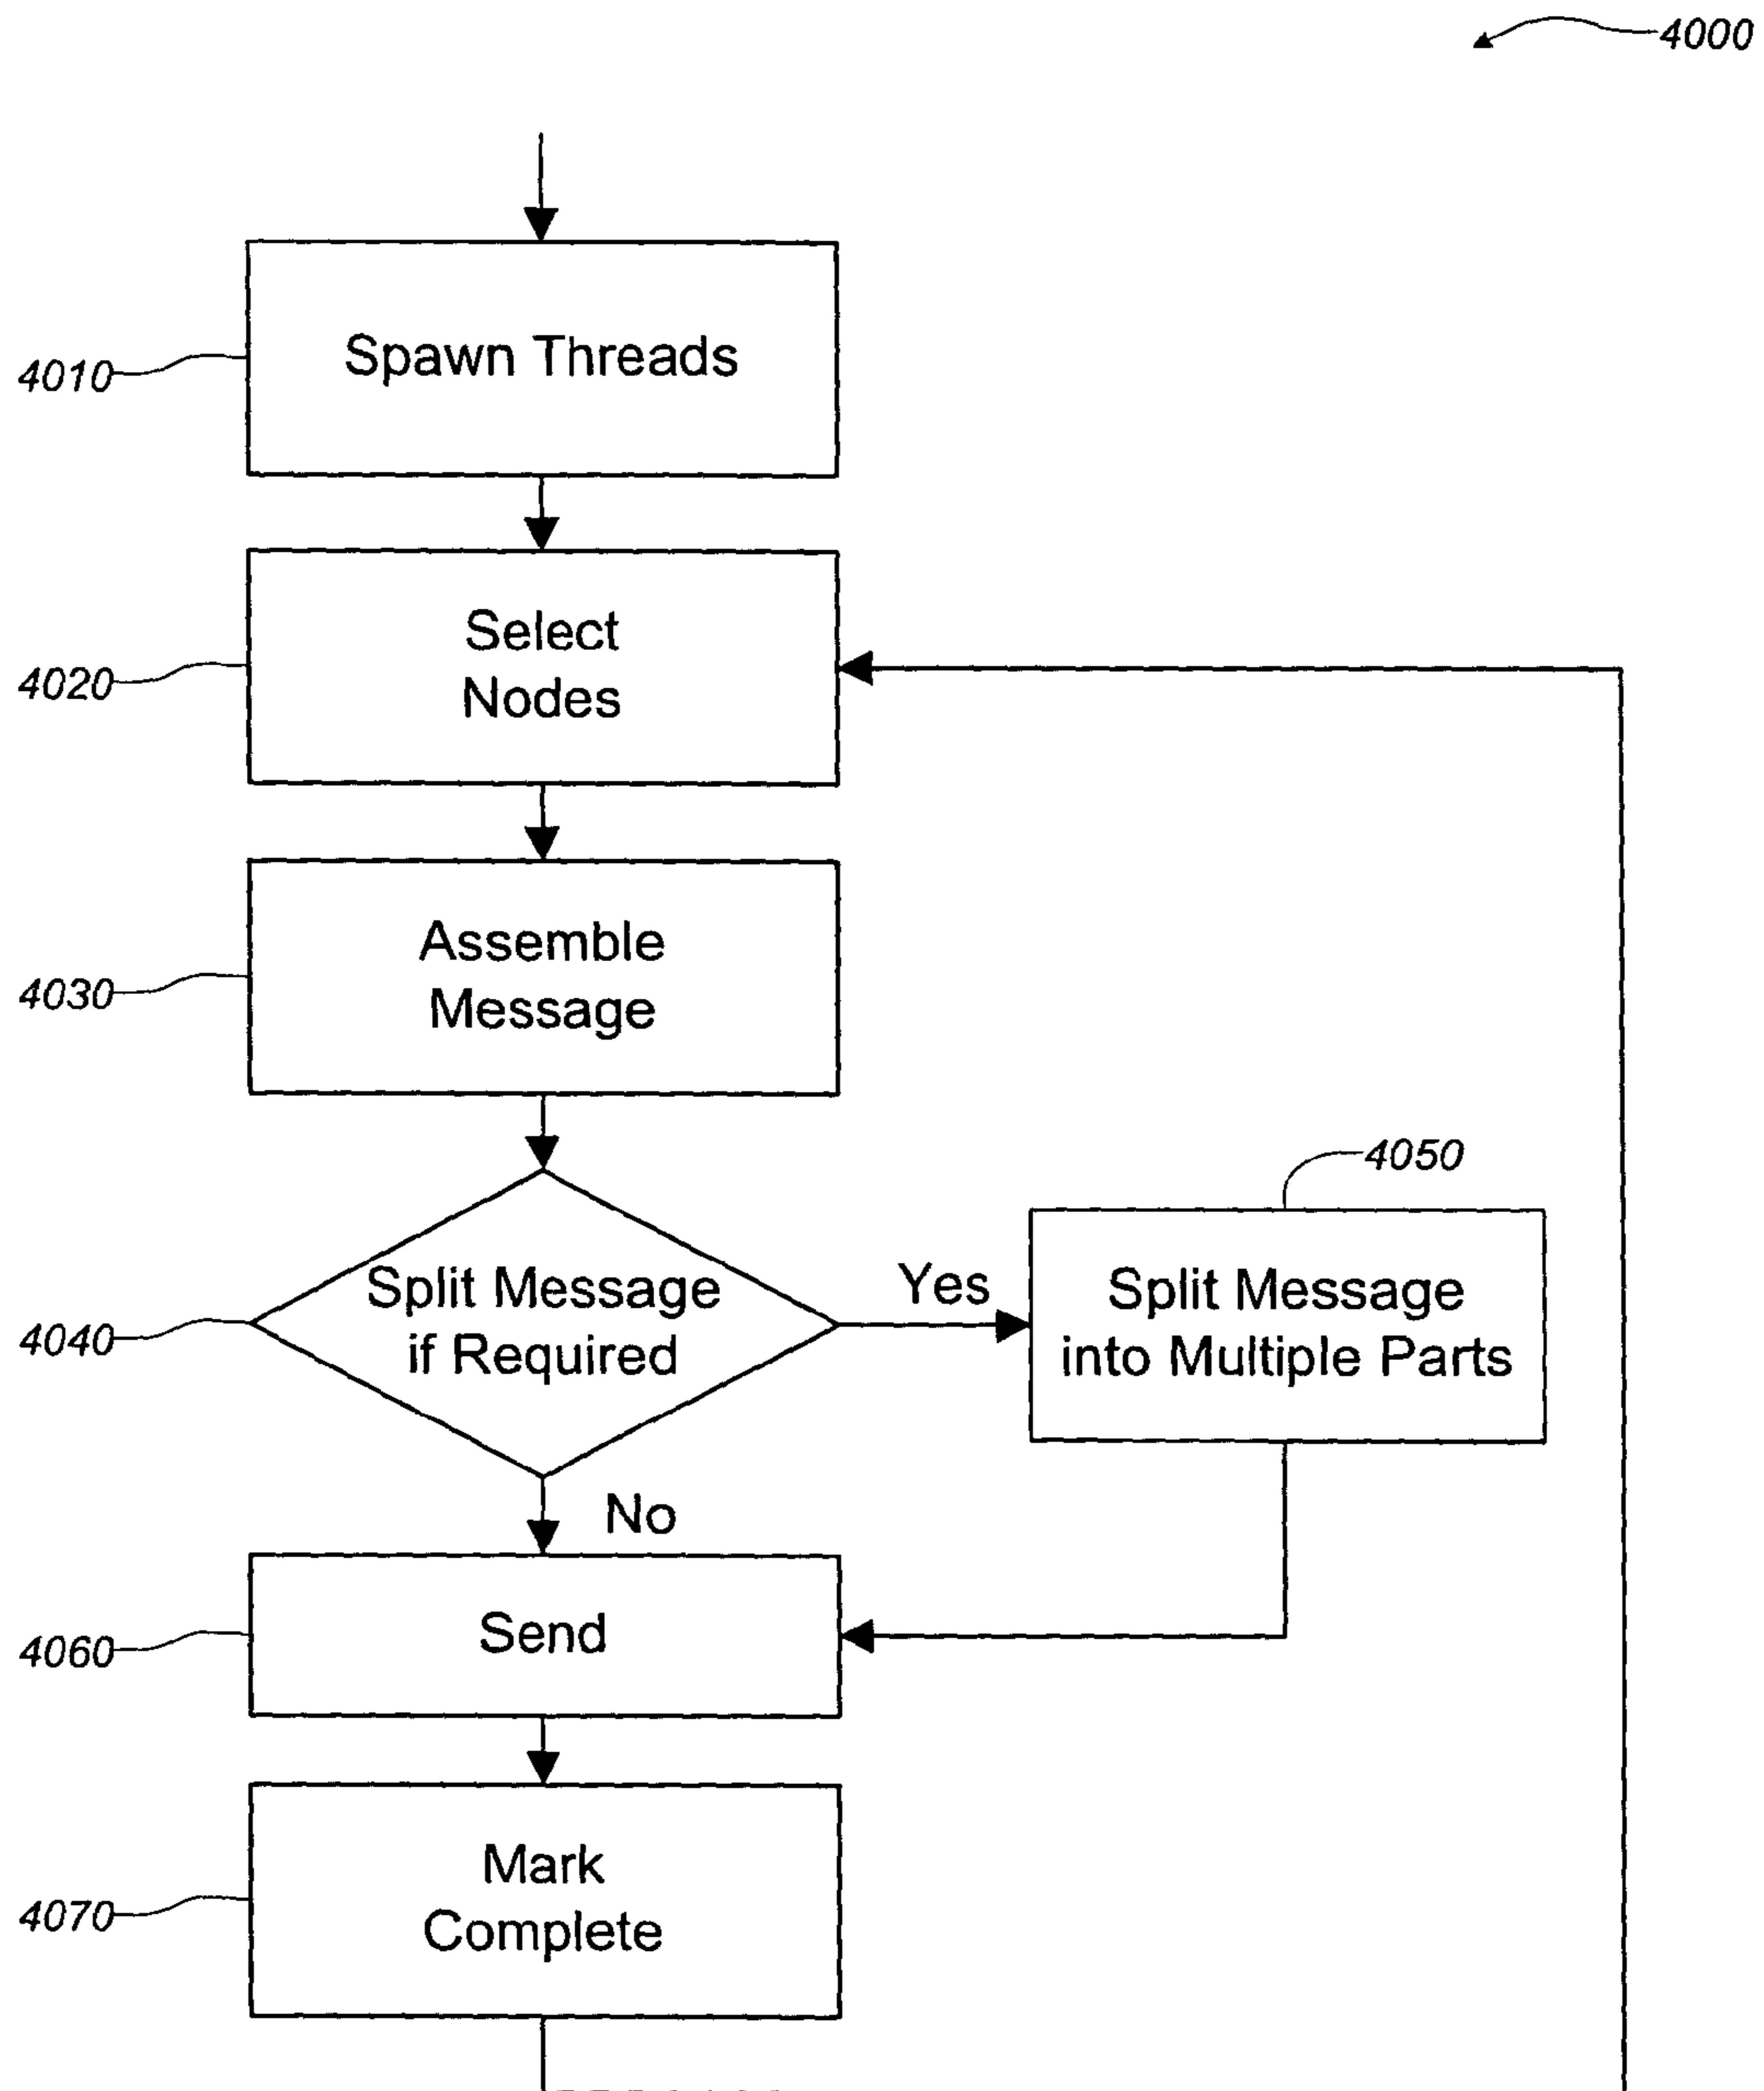 4000
Spawn Threads
4010
Select
Nodes
4020
Assemble
Message
4030
4050
Split Message
if Required
Yes
Split Message
into Multiple Parts
4040
No
Send
4060
Mark
Complete
4070